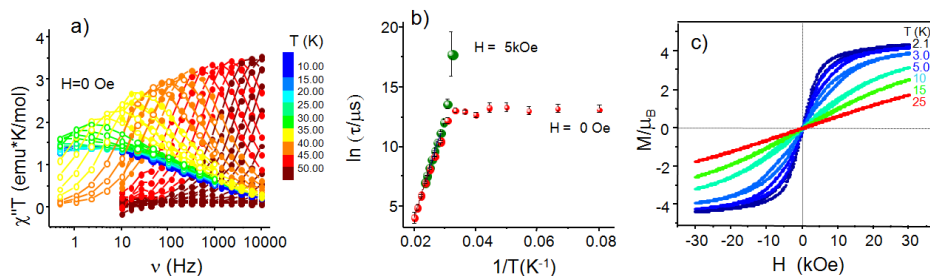 a)
χ"T (emu*K/mol)
4
3
2
1
0
H=0 Oe
1 10 100 1000 10000
ν (Hz)
T (K)
10.00
15.00
20.00
25.00
30.00
35.00
40.00
45.00
50.00
b)
ln (τ/μs)
20
15
10
5
H = 5kOe
H = 0 Oe
0.02 0.04 0.06 0.08
1/T(K⁻¹)
c)
M/μB
4
2
0
-2
-4
T (K)
2.1
3.0
5.0
10
15
25
-30 -20 -10 0 10 20 30
H (kOe)